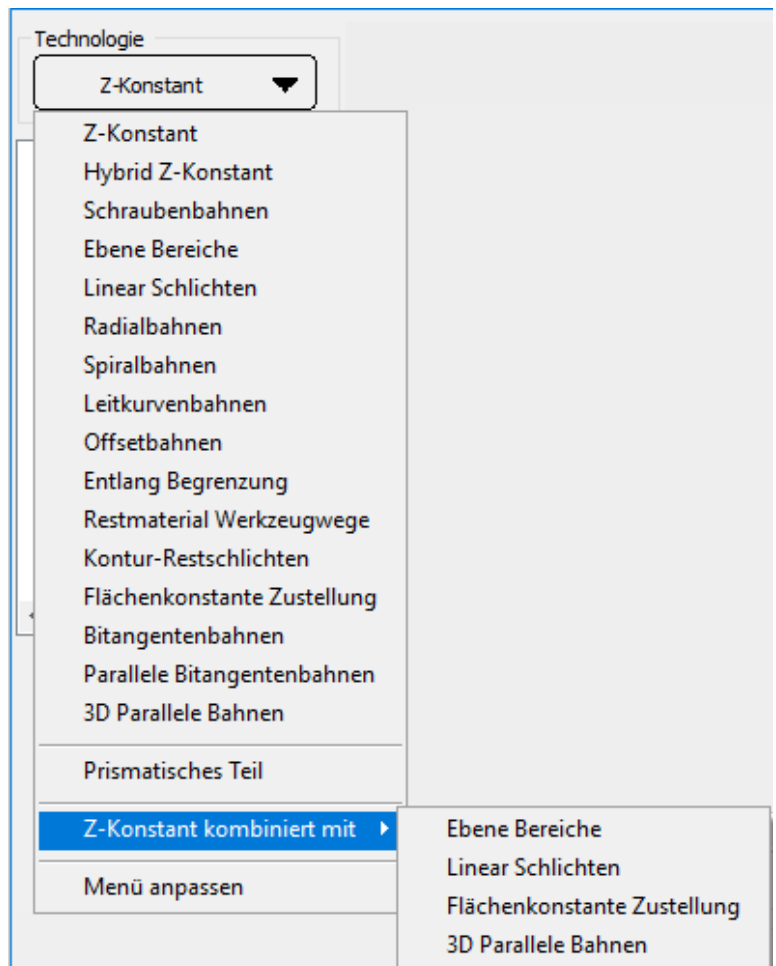 Technologie
Z-Konstant
Z-Konstant
Hybrid Z-Konstant
Schraubenbahnen
Ebene Bereiche
Linear Schlichten
Radialbahnen
Spiralbahnen
Leitkurvenbahnen
Offsetbahnen
Entlang Begrenzung
Restmaterial Werkzeugwege
Kontur-Restschlichten
Flächenkonstante Zustellung
Bitangentenbahnen
Parallele Bitangentenbahnen
3D Parallele Bahnen
Prismatisches Teil
Z-Konstant kombiniert mit
Menü anpassen
Ebene Bereiche
Linear Schlichten
Flächenkonstante Zustellung
3D Parallele Bahnen